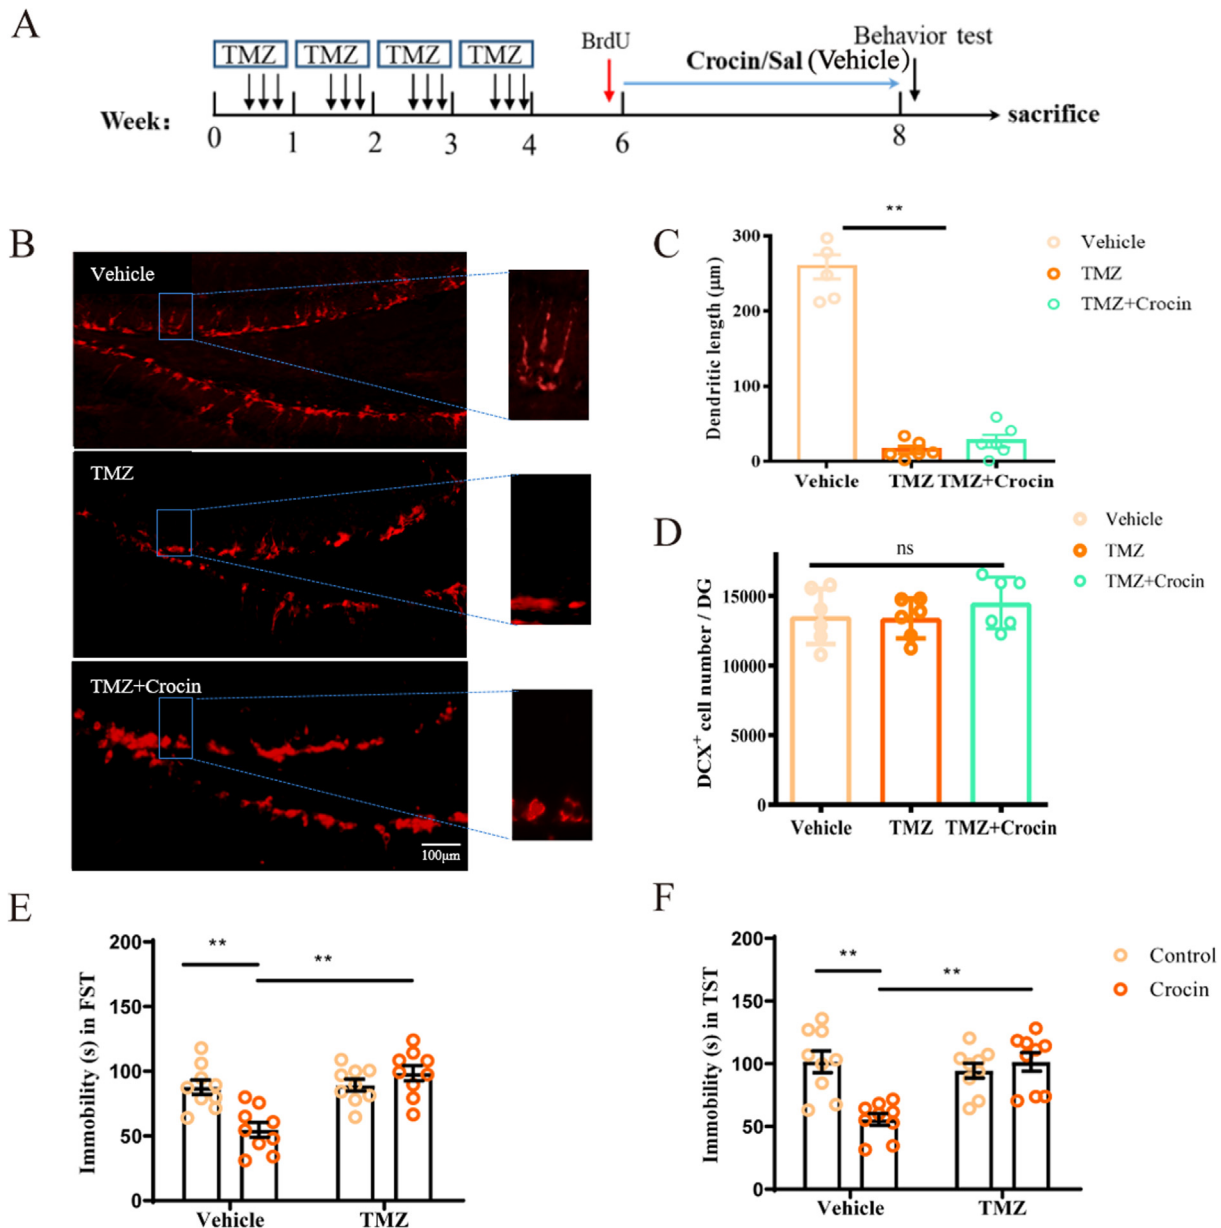 A
TMZ TMZ TMZ TMZ
BrdU
Behavior test
Crocin/Sal (Vehicle)
Week:
sacrifice
0 1 2 3 4 6 8
B
Vehicle
TMZ
TMZ+Crocin
100μm
C
**
Dendritic length (μm)
300
200
100
0
Vehicle TMZ TMZ+Crocin
Vehicle
TMZ
TMZ+Crocin
D
ns
DCX+ cell number / DG
15000
10000
5000
0
Vehicle TMZ TMZ+Crocin
Vehicle
TMZ
TMZ+Crocin
E
** **
Immobility (s) in FST
200
150
100
50
0
Vehicle TMZ
F
** **
Immobility (s) in TST
200
150
100
50
0
Vehicle TMZ
Control
Crocin